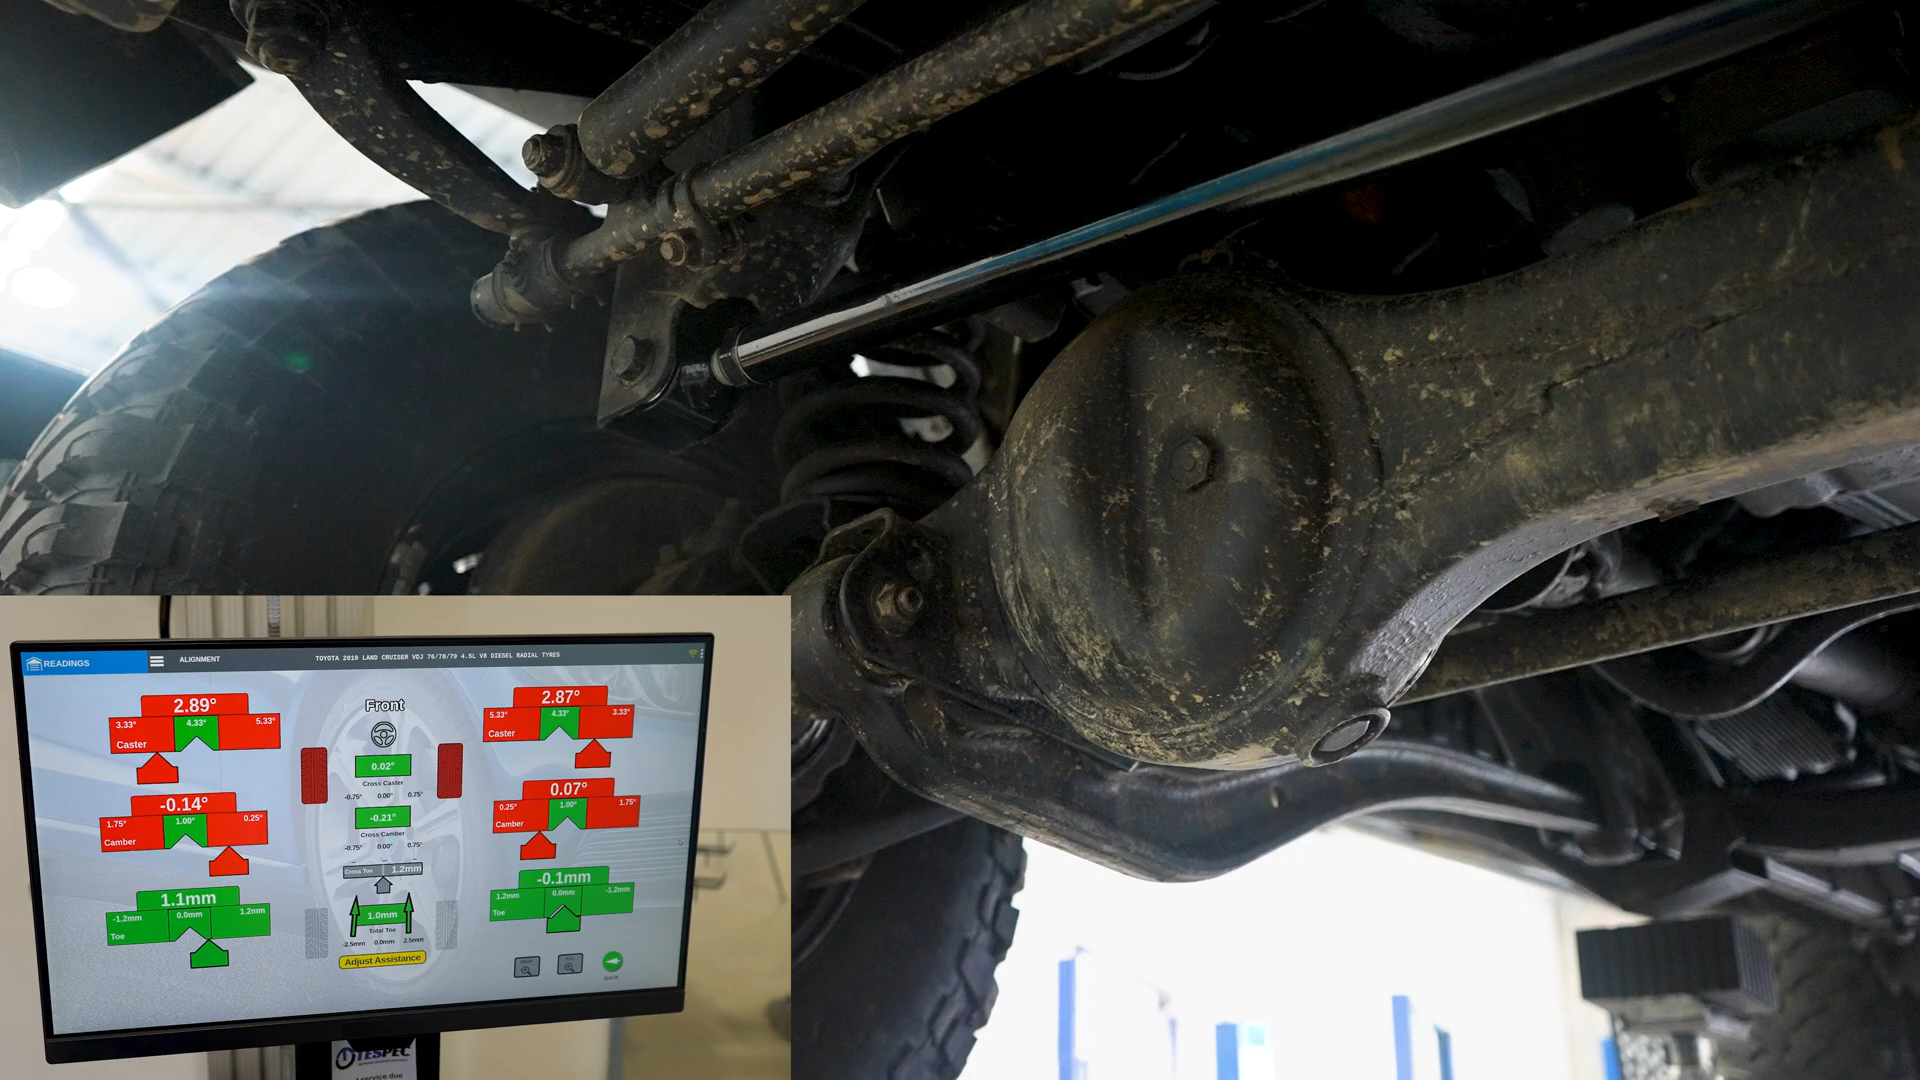 READINGS
ALIGNMENT
TOYOTA 2010 LAND CRUISER VDJ 76/78/79 4.5L V8 DIESEL RADIAL TYRES
2.89°
3.33° 4.33° 5.33°
Caster
Front
2.87°
5.33° 4.33° 3.33°
Caster
0.02°
Cross Caster
-0.75° 0.00° 0.75°
-0.14°
1.75° 1.00° 0.25°
Camber
-0.21°
Cross Camber
-0.75° 0.00° 0.75°
0.07°
0.25° 1.00° 1.75°
Camber
Cross Toe 1.2mm
1.1mm
-1.2mm 0.0mm 1.2mm
Toe
1.0mm
Total Toe
-2.5mm 0.0mm 2.5mm
-0.1mm
1.2mm 0.0mm -1.2mm
Toe
Adjust Assistance
BACK
TESPEC
service due